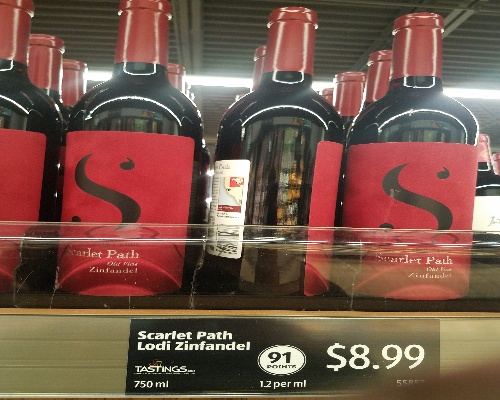 S
Scarlet Path
Old Vine
Zinfandel
Path
S
Scarlet Path
Old Vine
Zinfandel
Scarlet Path
Lodi Zinfandel
91
POINTS
$8.99
TASTINGS
750 ml
1.2 per ml